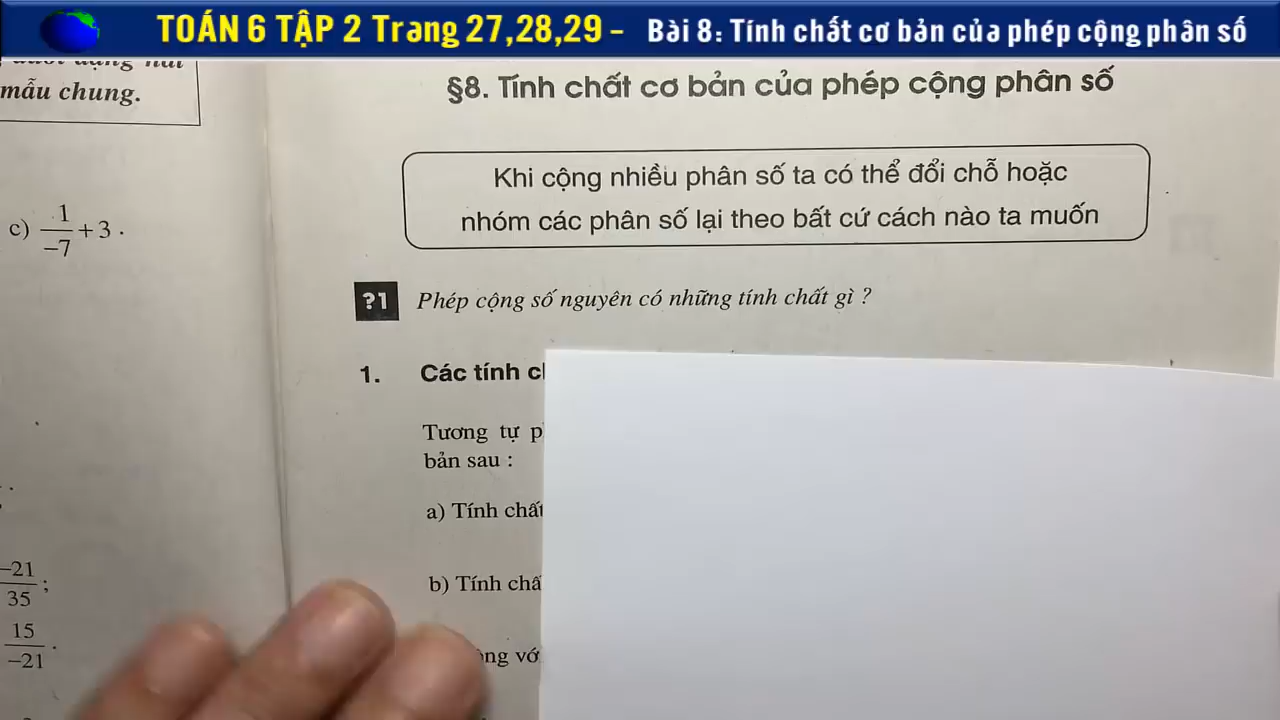 TOÁN 6 TẬP 2 Trang 27,28,29 – Bài 8: Tính chất cơ bản của phép cộng phân số
mẫu chung.
c) 1/−7 + 3 .
−21/35 ;
15/−21 .
§8. Tính chất cơ bản của phép cộng phân số
Khi cộng nhiều phân số ta có thể đổi chỗ hoặc
nhóm các phân số lại theo bất cứ cách nào ta muốn
?1 Phép cộng số nguyên có những tính chất gì ?
1. Các tính
Tương tự
bản sau :
a) Tính chất
b) Tính